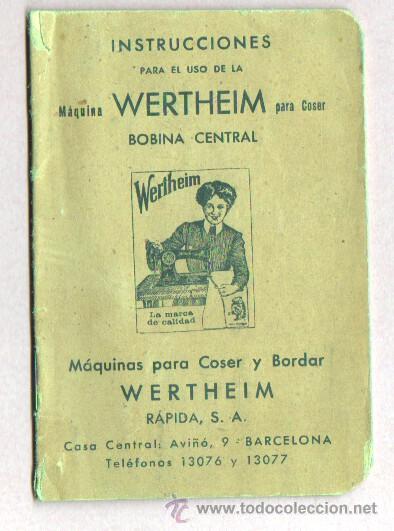 INSTRUCCIONES
PARA EL USO DE LA
Máquina WERTHEIM para Coser
BOBINA CENTRAL
Wertheim
La marca
de calidad
Máquinas para Coser y Bordar
WERTHEIM
RÁPIDA, S. A.
Casa Central: Aviñó, 9 - BARCELONA
Teléfonos 13076 y 13077
www.todocoleccion.net